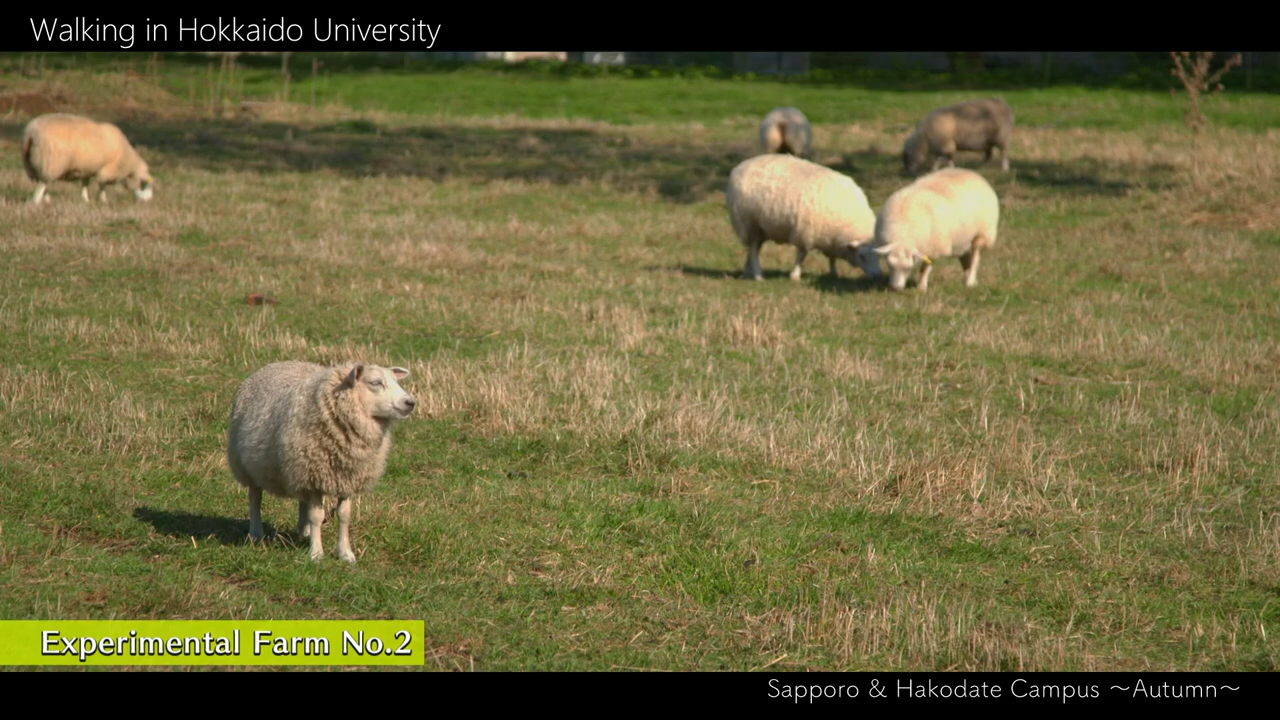 Walking in Hokkaido University
Experimental Farm No.2
Sapporo & Hakodate Campus ～Autumn～